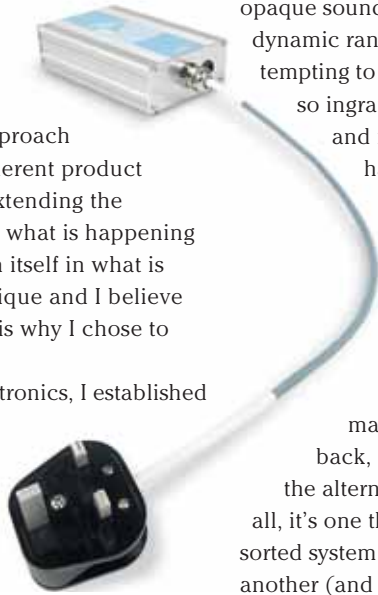 proach
erent product
xtending the
what is happening
n itself in what is
ique and I believe
is why I chose to
tronics, I established
opaque sound
dynamic ran
tempting to
so ingra
and
h
ma
back,
the altern
all, it's one th
sorted system
another (and